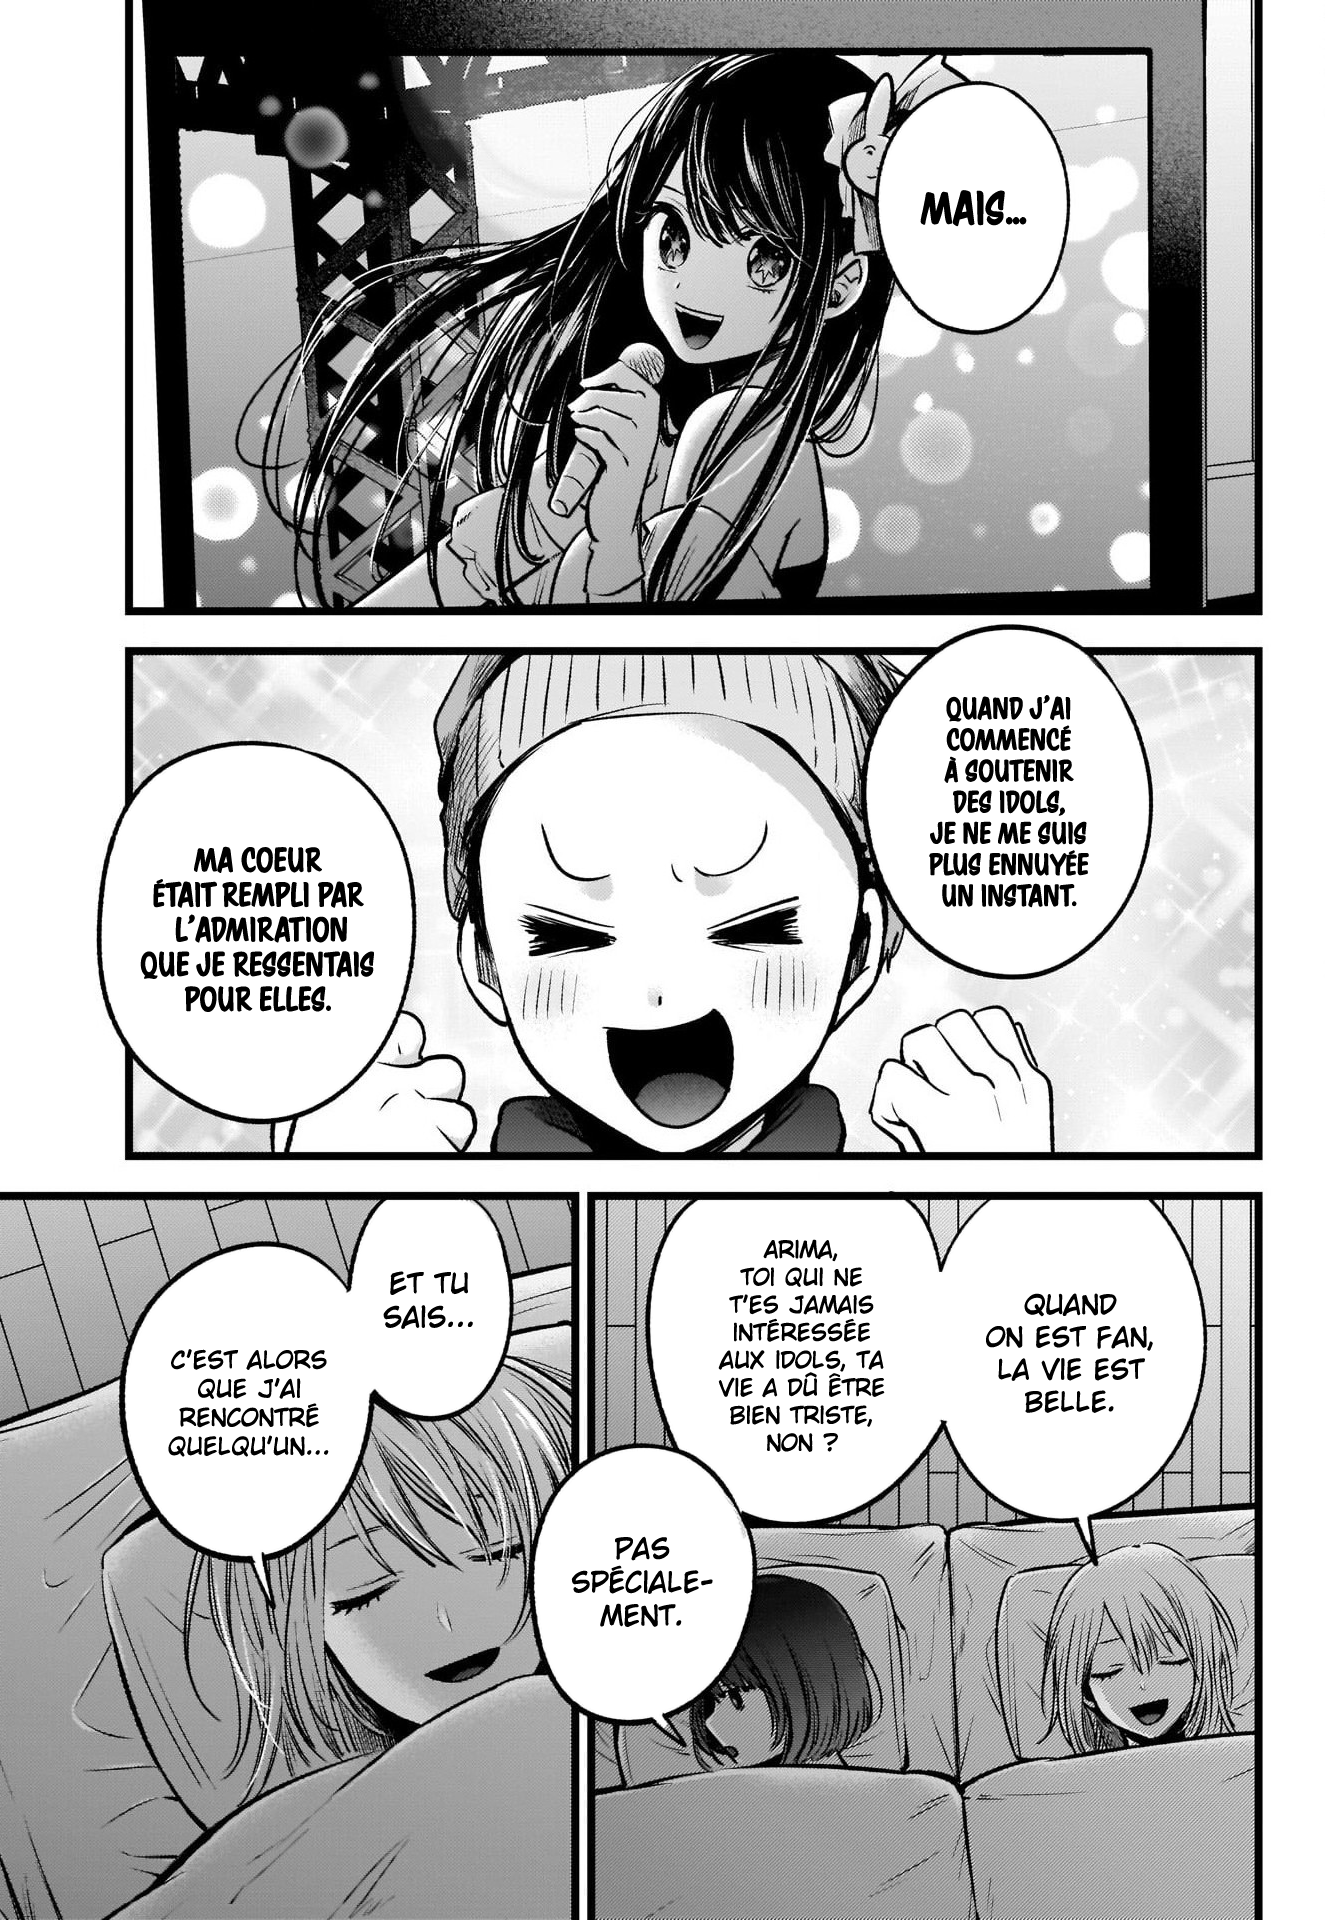 MAIS...
QUAND J'AI
COMMENCÉ
À SOUTENIR
DES IDOLS,
JE NE ME SUIS
PLUS ENNUYÉE
UN INSTANT.
MA COEUR
ÉTAIT REMPLI PAR
L'ADMIRATION
QUE JE RESSENTAIS
POUR ELLES.
QUAND
ON EST FAN,
LA VIE EST
BELLE.
ARIMA,
TOI QUI NE
T'ES JAMAIS
INTÉRESSÉE
AUX IDOLS, TA
VIE A DÛ ÊTRE
BIEN TRISTE,
NON ?
PAS
SPÉCIALE-
MENT.
ET TU
SAIS...
C'EST ALORS
QUE J'AI
RENCONTRÉ
QUELQU'UN...